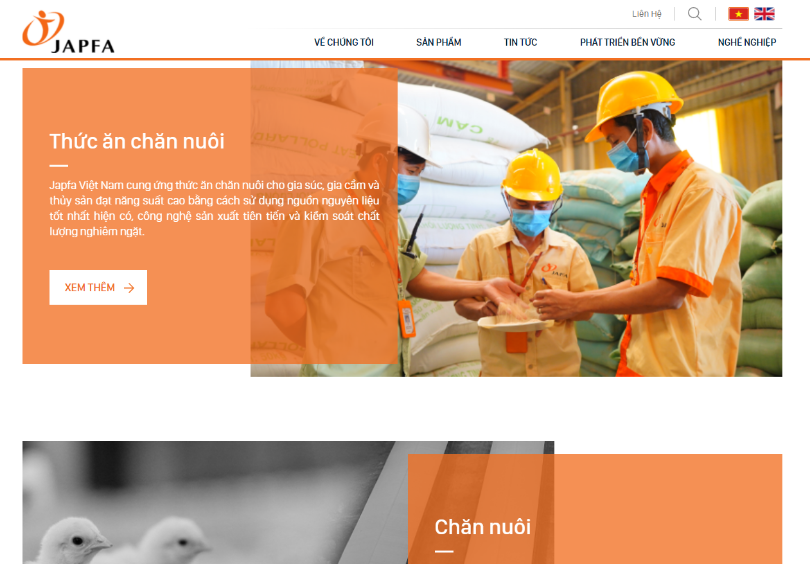 JAPFA
Liên Hệ
VỀ CHÚNG TÔI
SẢN PHẨM
TIN TỨC
PHÁT TRIỂN BỀN VỮNG
NGHỀ NGHIỆP
Thức ăn chăn nuôi
Japfa Việt Nam cung ứng thức ăn chăn nuôi cho gia súc, gia cầm và
thủy sản đạt năng suất cao bằng cách sử dụng nguồn nguyên liệu
tốt nhất hiện có, công nghệ sản xuất tiên tiến và kiểm soát chất
lượng nghiêm ngặt.
XEM THÊM
JAPFA
Chăn nuôi